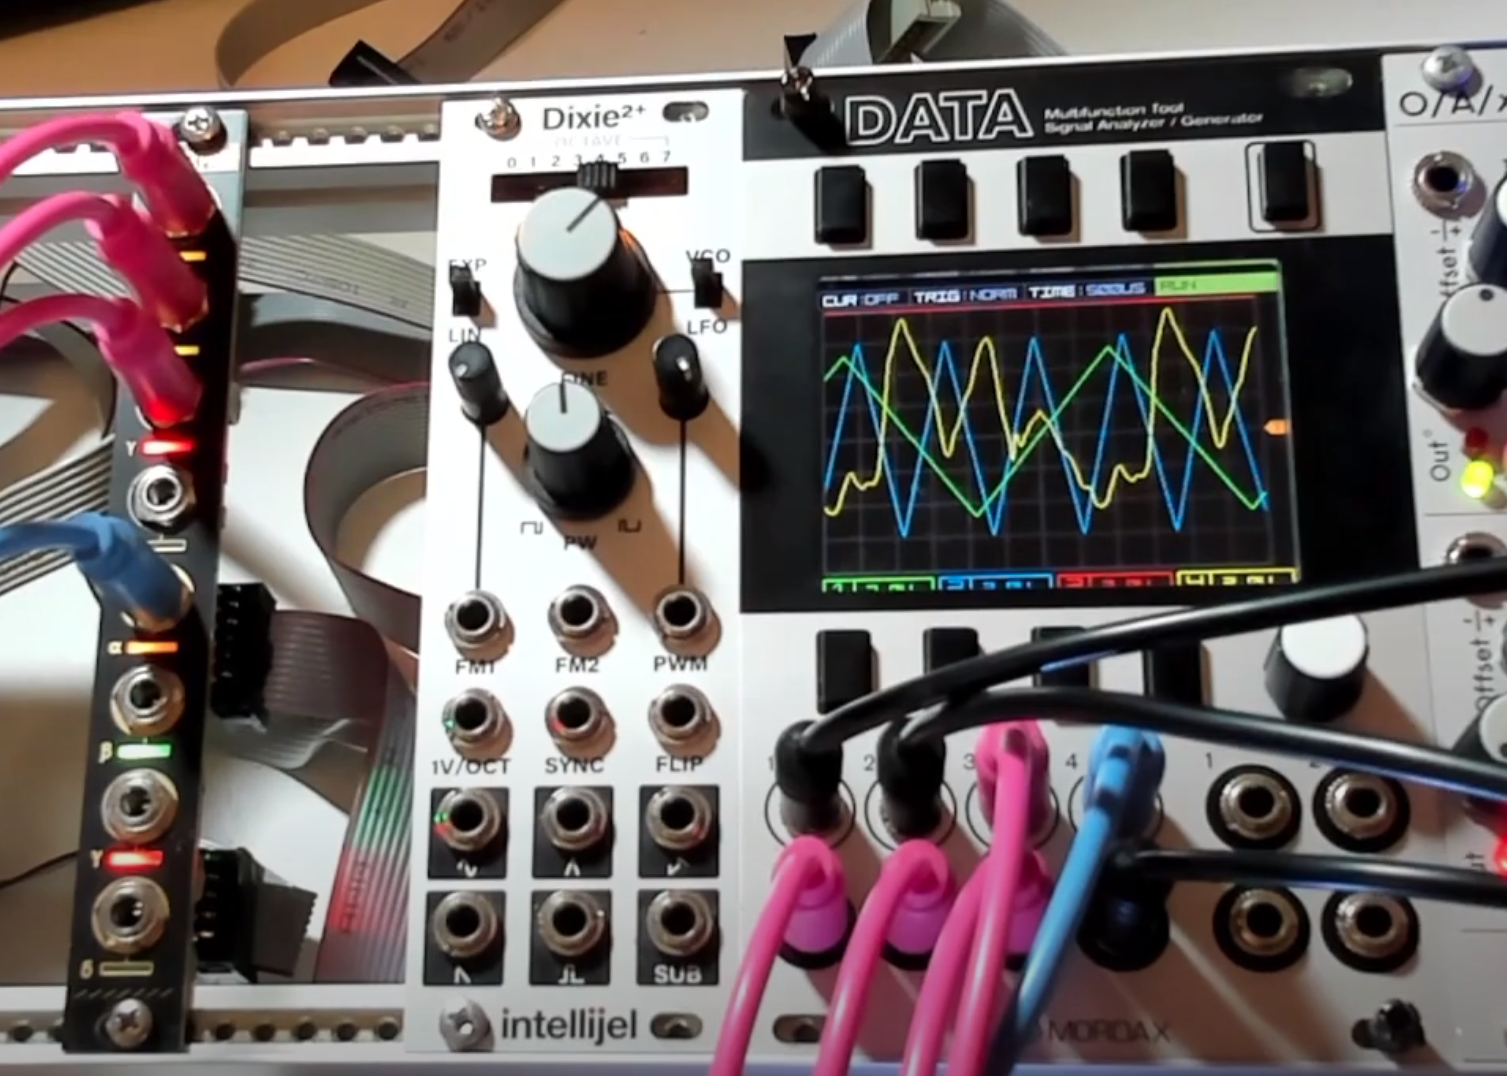 Dixie²⁺
OCTAVE
0 1 2 3 4 5 6 7
EXP
VCO
LIN
LFO
FINE
PW
FM1
FM2
PWM
1V/OCT
SYNC
FLIP
SUB
intellijel
DATA
Multifunction Tool
Signal Analyzer / Generator
CUR:OFF TRIG:NORM TIME:500US RUN
1
2
3
4
1
2
MORDAX
O/A/x
Offset
Out
Offset
γ
α
β
γ
δ